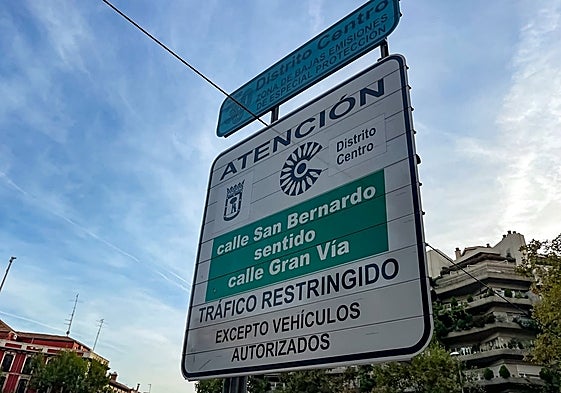 Distrito Centro
ZONA DE BAJAS EMISIONES
DE ESPECIAL PROTECCIÓN
ATENCIÓN
Distrito
Centro
calle San Bernardo
sentido
calle Gran Vía
TRÁFICO RESTRINGIDO
EXCEPTO VEHÍCULOS
AUTORIZADOS